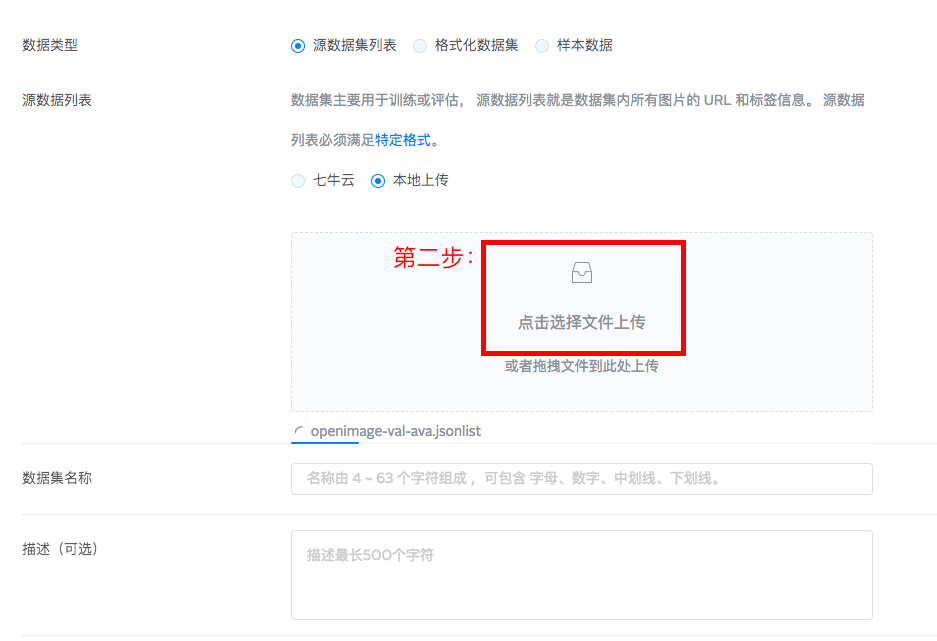 数据类型 源数据集列表 格式化数据集 样本数据
源数据列表 数据集主要用于训练或评估， 源数据列表就是数据集内所有图片的 URL 和标签信息。 源数据
列表必须满足特定格式。
七牛云 本地上传
第二步：
点击选择文件上传
或者拖拽文件到此处上传
openimage-val-ava.jsonlist
数据集名称 名称由 4 ~ 63 个字符组成 ，可包含 字母、数字、中划线、下划线。
描述（可选） 描述最长500个字符